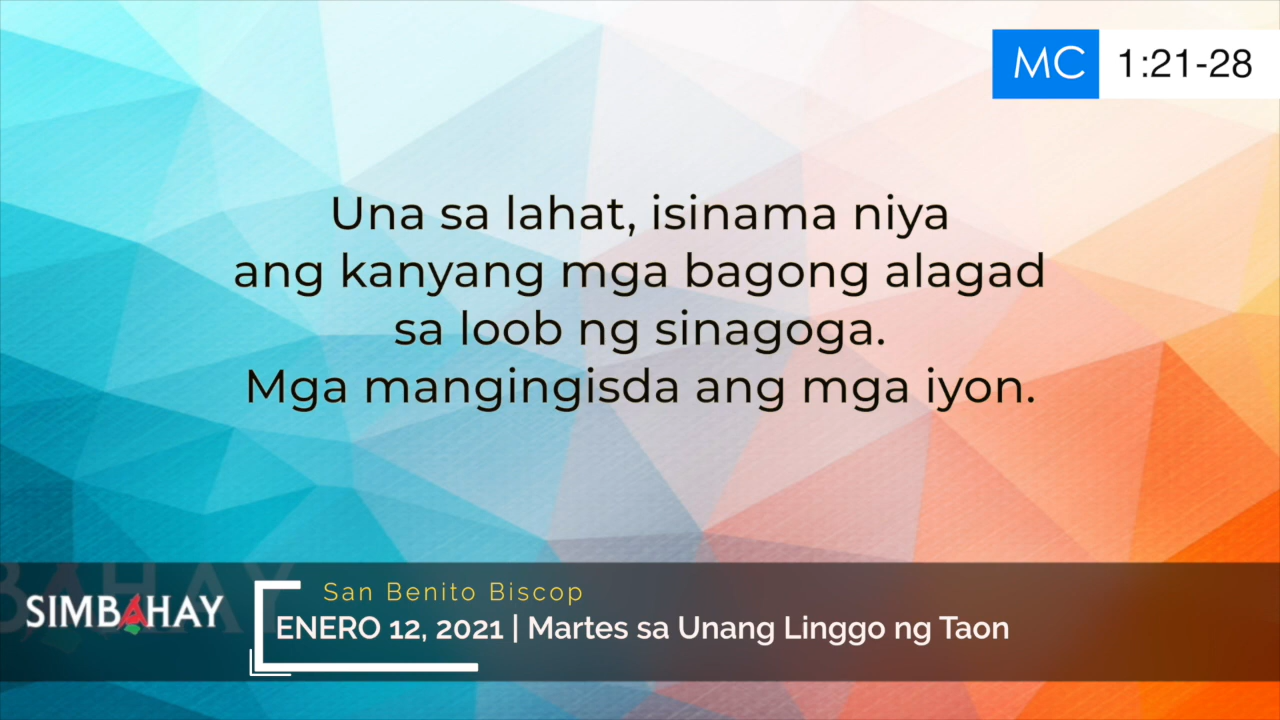 MC 1:21-28
Una sa lahat, isinama niya
ang kanyang mga bagong alagad
sa loob ng sinagoga.
Mga mangingisda ang mga iyon.
San Benito Biscop
SIMBAHAY
ENERO 12, 2021 | Martes sa Unang Linggo ng Taon